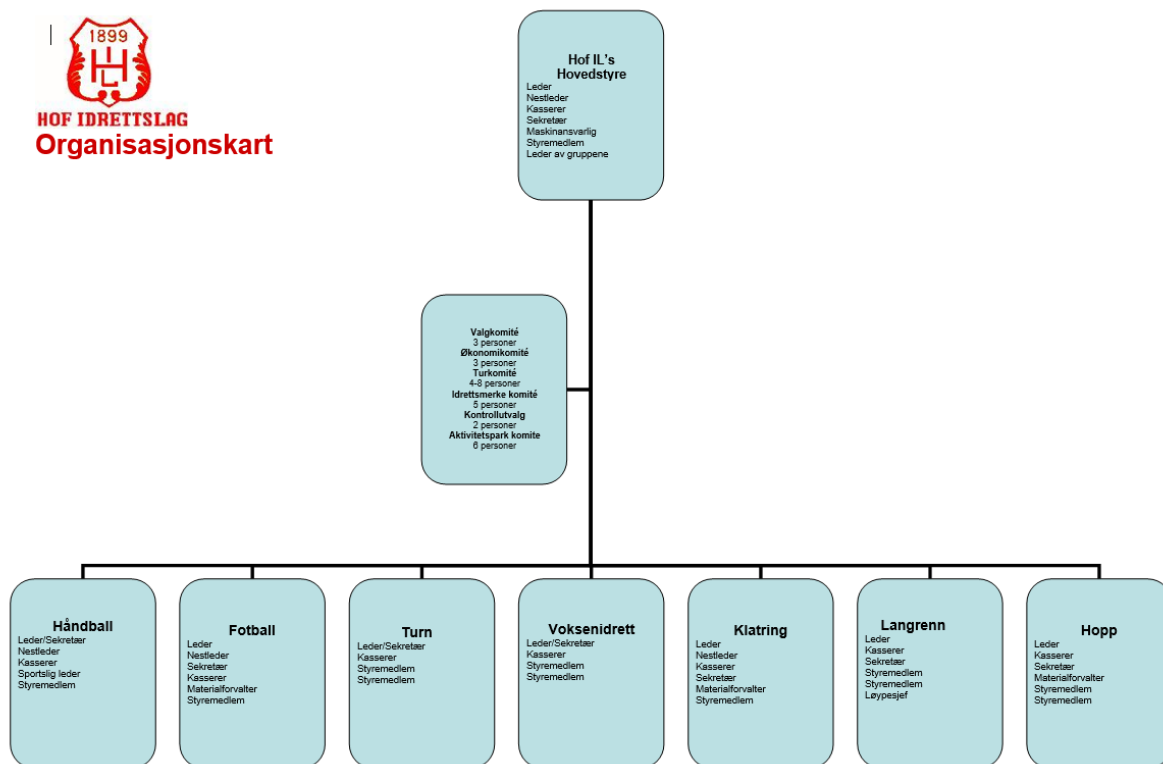 1899
HIL
HOF IDRETTSLAG
Organisasjonskart
Hof IL's
Hovedstyre
Leder
Nestleder
Kasserer
Sekretær
Maskinansvarlig
Styremedlem
Leder av gruppene
Valgkomité
3 personer
Økonomikomité
3 personer
Turkomité
4-8 personer
Idrettsmerke komité
5 personer
Kontrollutvalg
2 personer
Aktivitetspark komite
6 personer
Håndball
Leder/Sekretær
Nestleder
Kasserer
Sportslig leder
Styremedlem
Fotball
Leder
Nestleder
Sekretær
Kasserer
Materialforvalter
Styremedlem
Turn
Leder/Sekretær
Kasserer
Styremedlem
Styremedlem
Voksenidrett
Leder/Sekretær
Kasserer
Styremedlem
Styremedlem
Klatring
Leder
Nestleder
Kasserer
Sekretær
Materialforvalter
Styremedlem
Langrenn
Leder
Kasserer
Sekretær
Styremedlem
Styremedlem
Løypesjef
Hopp
Leder
Kasserer
Sekretær
Materialforvalter
Styremedlem
Styremedlem